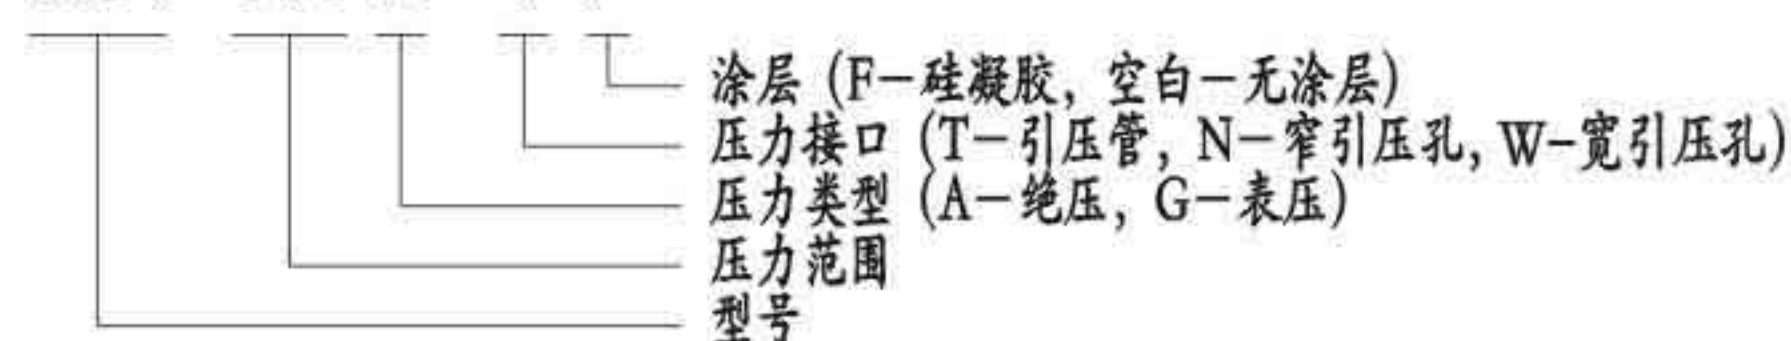 涂层 (F－硅凝胶, 空白－无涂层)
压力接口 (T－引压管, N－窄引压孔, W-宽引压孔)
压力类型 (A－绝压, G－表压)
压力范围
型号